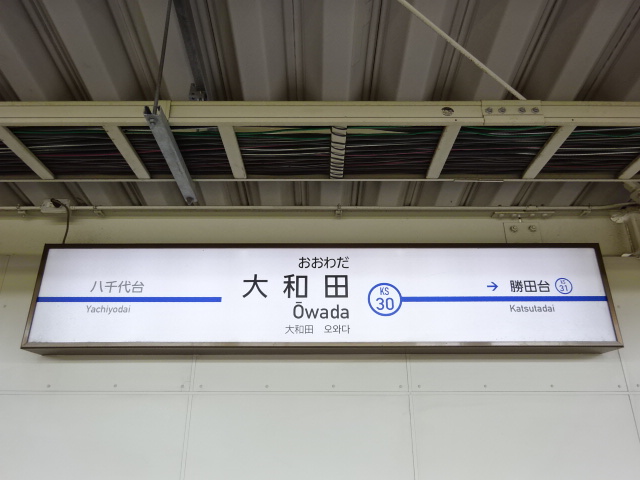 八千代台
Yachiyodai
おおわだ
大和田
Ōwada
大和田 오와다
KS
30
→ 勝田台
KS
31
Katsutadai